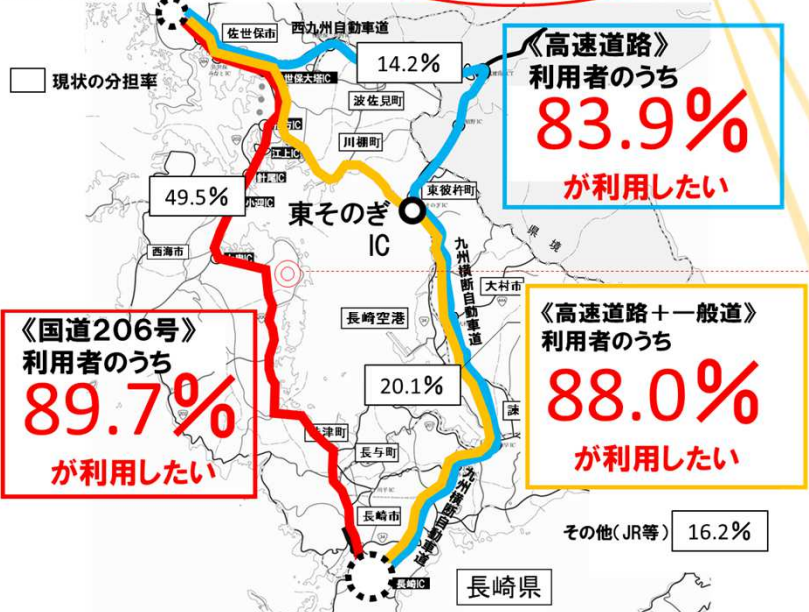 佐世保市
西九州自動車道
14.2%
現状の分担率
世保大塔IC
波佐見町
川棚町
江上IC
49.5%
東そのぎ
IC
東彼杵町
県境
西海市
九州横断自動車道
大村市
長崎空港
20.1%
長与町
長崎市
九州横断自動車道
長崎IC
長崎県
《高速道路》
利用者のうち
83.9%
が利用したい
《国道206号》
利用者のうち
89.7%
が利用したい
《高速道路+一般道》
利用者のうち
88.0%
が利用したい
その他(JR等) 16.2%